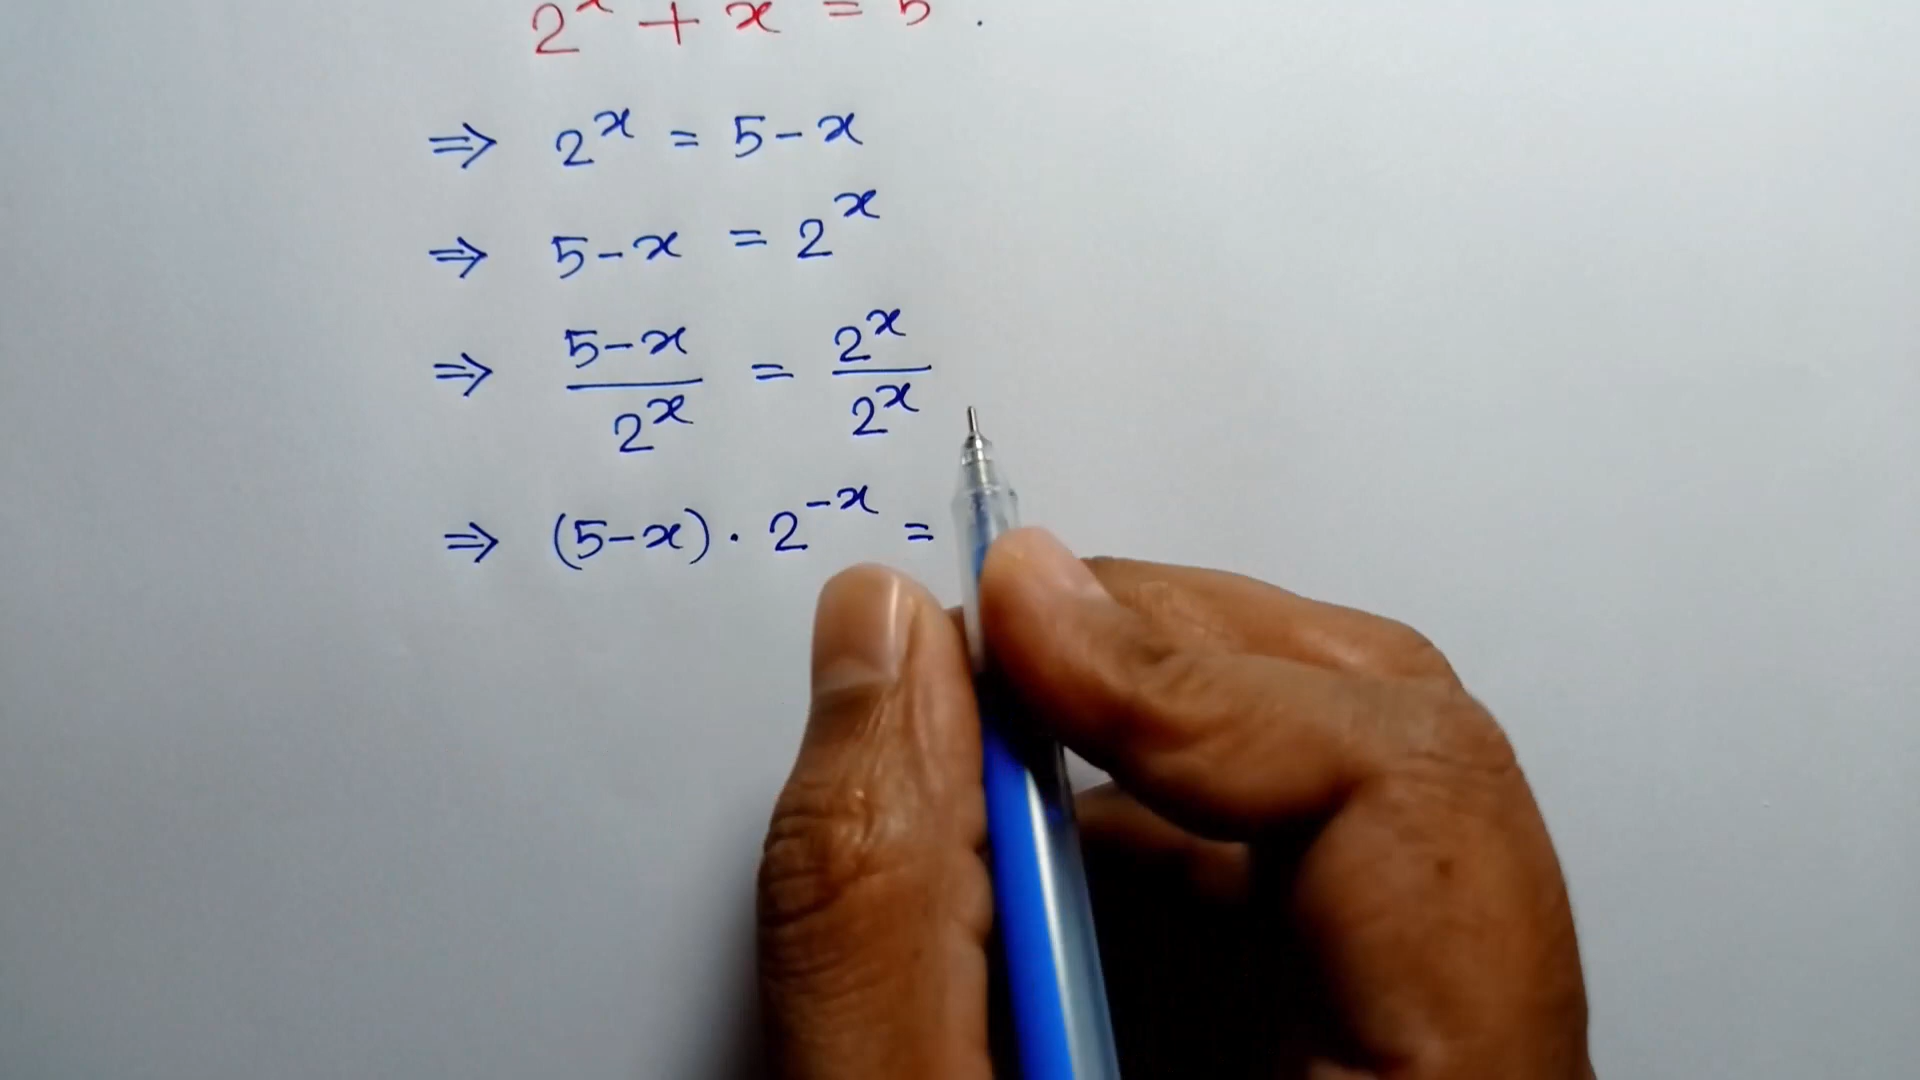 2^x + x = 5 .
⇒ 2^x = 5-x
⇒ 5-x = 2^x
⇒ (5-x)/(2^x) = (2^x)/(2^x)
⇒ (5-x) · 2^(-x) =